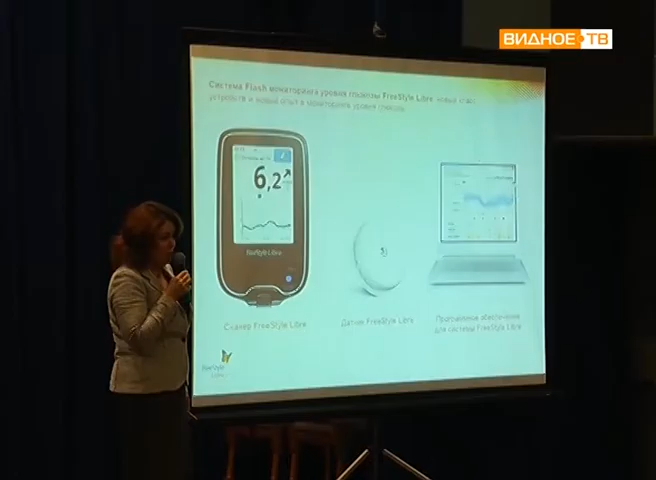 ВИДНОЕ ТВ
Система Flash мониторинга уровня глюкозы FreeStyle Libre: новый класс
устройств и новый опыт в мониторинге уровня глюкозы
6,2
FreeStyle Libre
Сканер FreeStyle Libre
Датчик FreeStyle Libre
Программное обеспечение
для системы FreeStyle Libre
FreeStyle